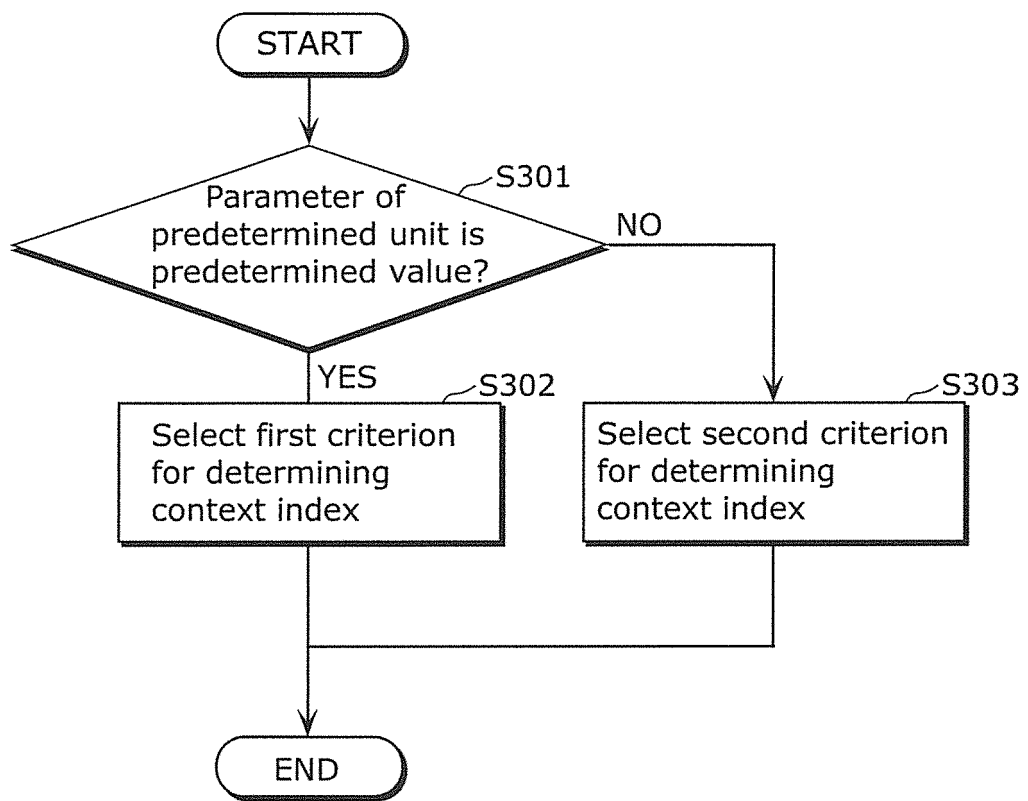 START
S301
Parameter of
predetermined unit is
predetermined value?
NO
YES
S302
Select first criterion
for determining
context index
S303
Select second criterion
for determining
context index
END